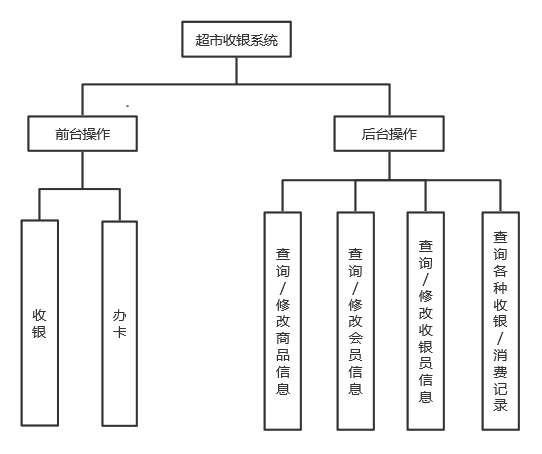 超市收银系统
前台操作
后台操作
收银
办卡
查询/修改商品信息
查询/修改会员信息
查询/修改收银员信息
查询各种收银/消费记录